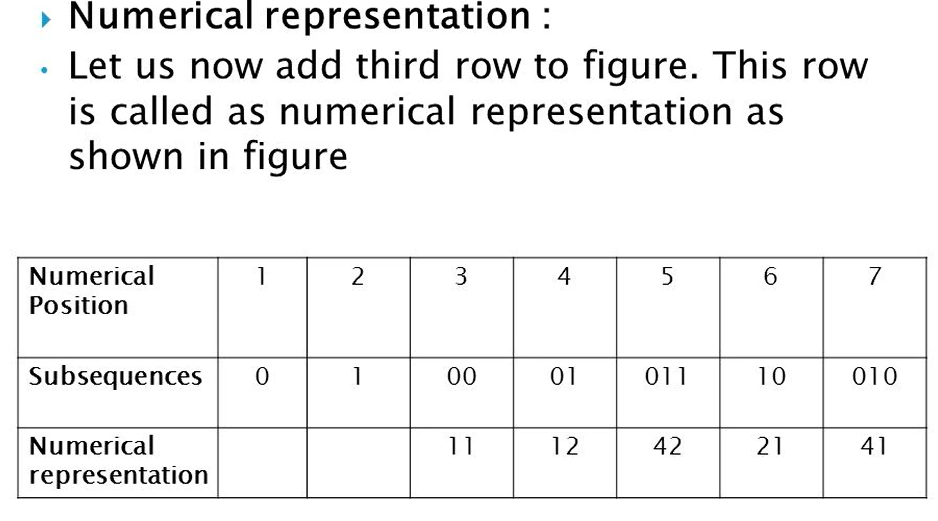 Numerical representation :
Let us now add third row to figure. This row
is called as numerical representation as
shown in figure
Numerical Position 1 2 3 4 5 6 7
Subsequences 0 1 00 01 011 10 010
Numerical representation 11 12 42 21 41